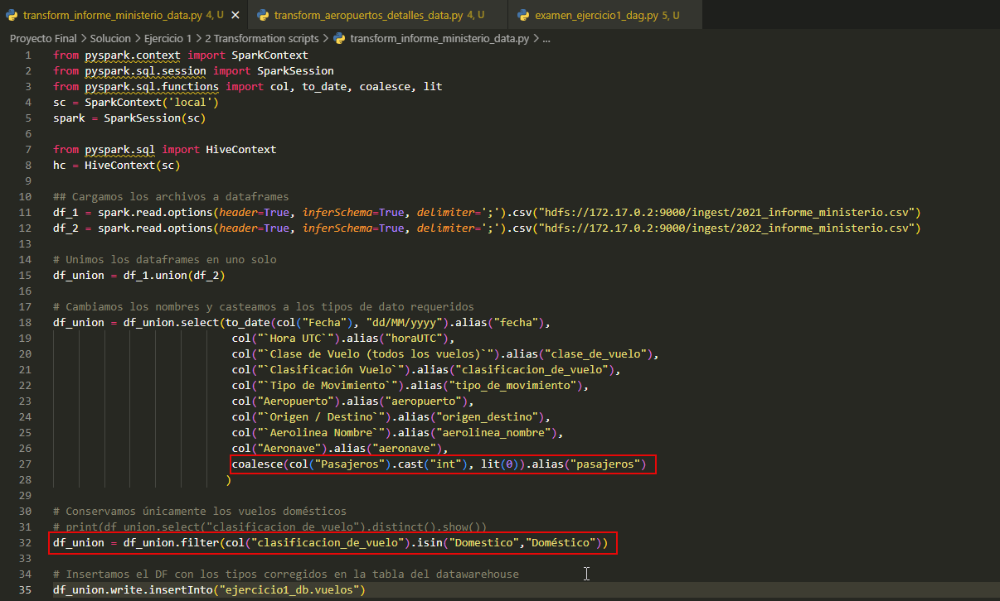 transform_informe_ministerio_data.py 4, U
transform_aeropuertos_detalles_data.py 4, U
examen_ejercicio1_dag.py 5, U
Proyecto Final > Solucion > Ejercicio 1 > 2 Transformation scripts > transform_informe_ministerio_data.py > ...
1 from pyspark.context import SparkContext
2 from pyspark.sql.session import SparkSession
3 from pyspark.sql.functions import col, to_date, coalesce, lit
4 sc = SparkContext('local')
5 spark = SparkSession(sc)
6
7 from pyspark.sql import HiveContext
8 hc = HiveContext(sc)
9
10 ## Cargamos los archivos a dataframes
11 df_1 = spark.read.options(header=True, inferSchema=True, delimiter=';').csv("hdfs://172.17.0.2:9000/ingest/2021_informe_ministerio.csv")
12 df_2 = spark.read.options(header=True, inferSchema=True, delimiter=';').csv("hdfs://172.17.0.2:9000/ingest/2022_informe_ministerio.csv")
13
14 # Unimos los dataframes en uno solo
15 df_union = df_1.union(df_2)
16
17 # Cambiamos los nombres y casteamos a los tipos de dato requeridos
18 df_union = df_union.select(to_date(col("Fecha"), "dd/MM/yyyy").alias("fecha"),
19 col("`Hora UTC`").alias("horaUTC"),
20 col("`Clase de Vuelo (todos los vuelos)`").alias("clase_de_vuelo"),
21 col("`Clasificación Vuelo`").alias("clasificacion_de_vuelo"),
22 col("`Tipo de Movimiento`").alias("tipo_de_movimiento"),
23 col("Aeropuerto").alias("aeropuerto"),
24 col("`Origen / Destino`").alias("origen_destino"),
25 col("`Aerolinea Nombre`").alias("aerolinea_nombre"),
26 col("Aeronave").alias("aeronave"),
27 coalesce(col("Pasajeros").cast("int"), lit(0)).alias("pasajeros")
28 )
29
30 # Conservamos únicamente los vuelos domésticos
31 # print(df_union.select("clasificacion_de_vuelo").distinct().show())
32 df_union = df_union.filter(col("clasificacion_de_vuelo").isin("Domestico","Doméstico"))
33
34 # Insertamos el DF con los tipos corregidos en la tabla del datawarehouse
35 df_union.write.insertInto("ejercicio1_db.vuelos")